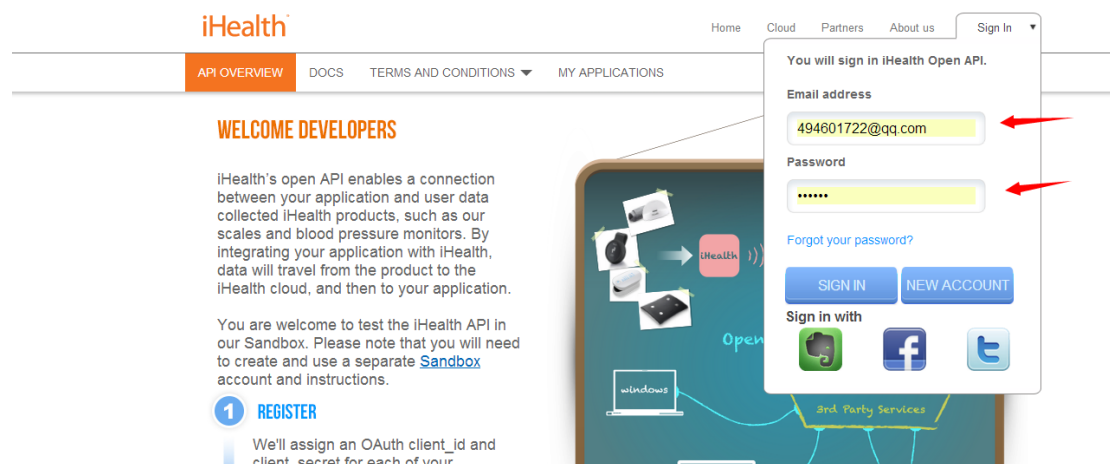 iHealth
Home Cloud Partners About us Sign In
API OVERVIEW DOCS TERMS AND CONDITIONS MY APPLICATIONS
You will sign in iHealth Open API.
Email address
494601722@qq.com
Password
••••••
Forgot your password?
SIGN IN NEW ACCOUNT
Sign in with
WELCOME DEVELOPERS
iHealth's open API enables a connection
between your application and user data
collected iHealth products, such as our
scales and blood pressure monitors. By
integrating your application with iHealth,
data will travel from the product to the
iHealth cloud, and then to your application.
You are welcome to test the iHealth API in
our Sandbox. Please note that you will need
to create and use a separate Sandbox
account and instructions.
1 REGISTER
We'll assign an OAuth client_id and
client_secret for each of your
iHealth
Open
windows
3rd Party Services